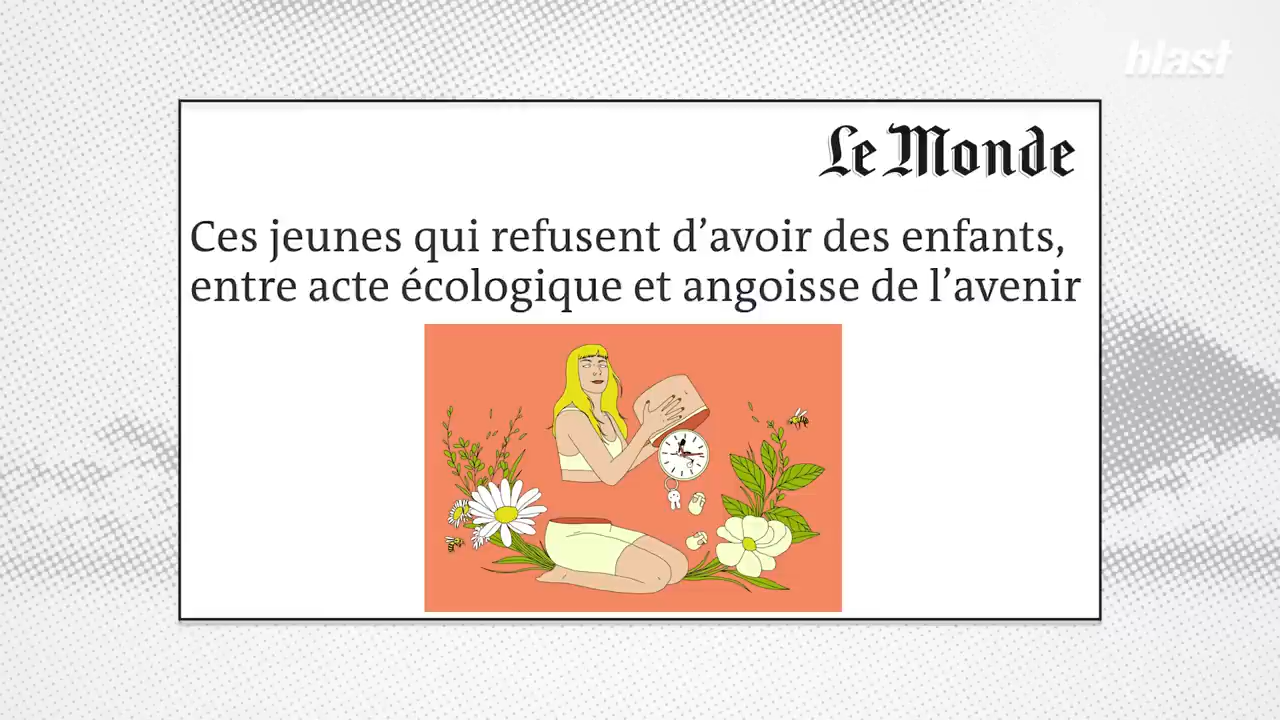 blast
Le Monde
Ces jeunes qui refusent d’avoir des enfants,
entre acte écologique et angoisse de l’avenir